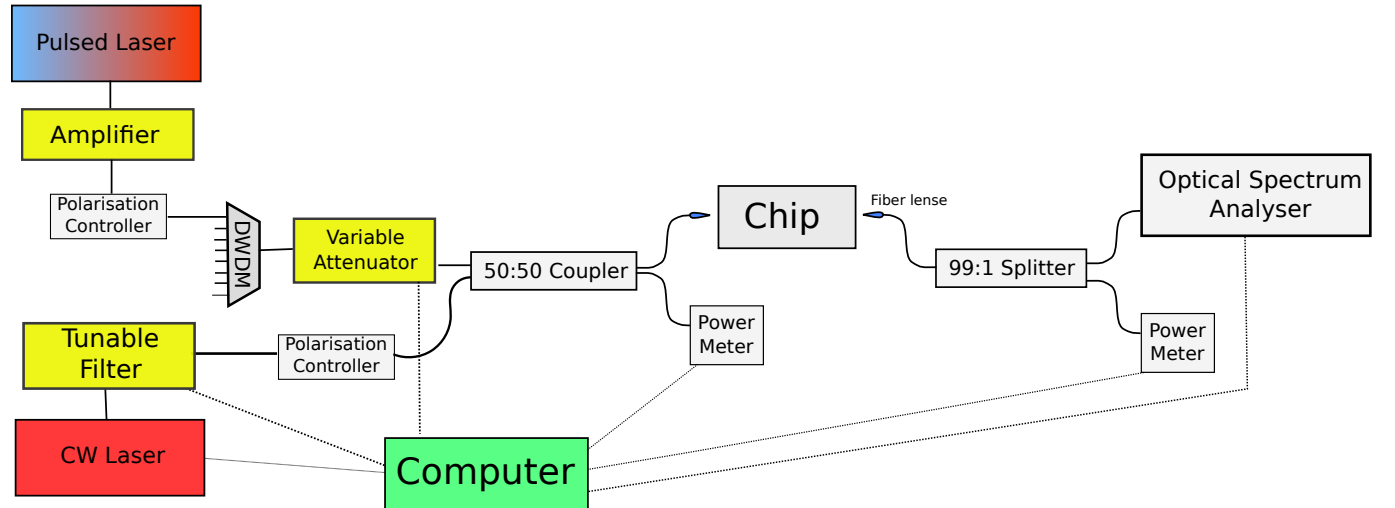 Pulsed Laser
Amplifier
Polarisation
Controller
DWDM
Variable
Attenuator
50:50 Coupler
Chip
Fiber lense
99:1 Splitter
Optical Spectrum
Analyser
Power
Meter
Power
Meter
Tunable
Filter
Polarisation
Controller
CW Laser
Computer